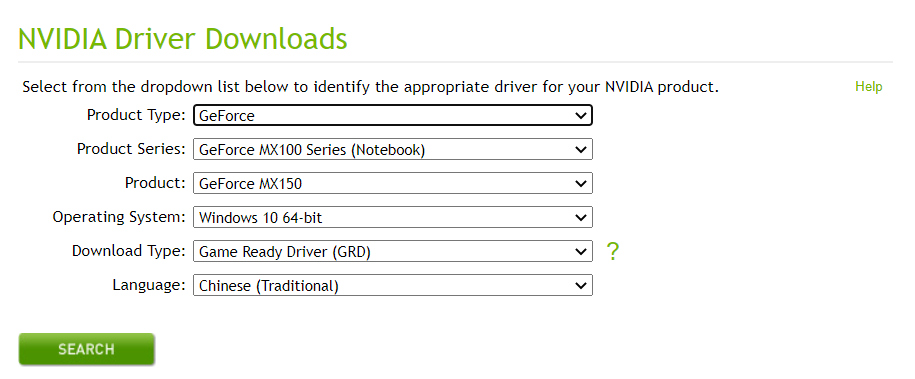 NVIDIA Driver Downloads
Select from the dropdown list below to identify the appropriate driver for your NVIDIA product. Help
Product Type: GeForce
Product Series: GeForce MX100 Series (Notebook)
Product: GeForce MX150
Operating System: Windows 10 64-bit
Download Type: Game Ready Driver (GRD) ?
Language: Chinese (Traditional)
SEARCH